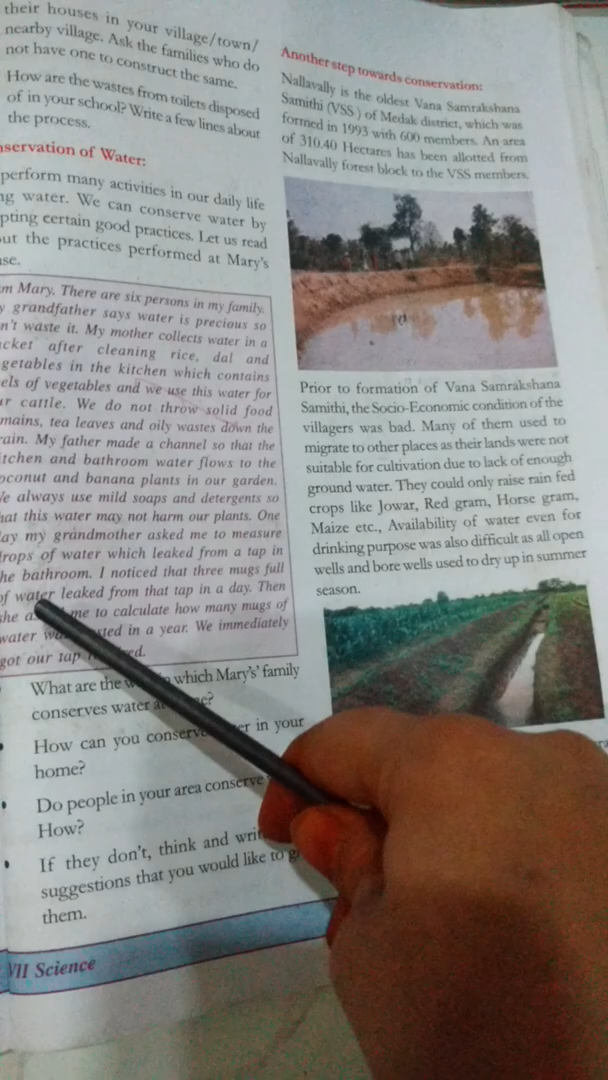 their houses in your village/town/
nearby village. Ask the families who do
not have one to construct the same.
How are the wastes from toilets disposed
of in your school? Write a few lines about
the process.
nservation of Water:
perform many activities in our daily life
ng water. We can conserve water by
pting certain good practices. Let us read
out the practices performed at Mary's
use.
m Mary. There are six persons in my family.
y grandfather says water is precious so
n't waste it. My mother collects water in a
cket after cleaning rice, dal and
getables in the kitchen which contains
els of vegetables and we use this water for
ur cattle. We do not throw solid food
mains, tea leaves and oily wastes down the
rain. My father made a channel so that the
itchen and bathroom water flows to the
oconut and banana plants in our garden.
We always use mild soaps and detergents so
hat this water may not harm our plants. One
day my grandmother asked me to measure
drops of water which leaked from a tap in
he bathroom. I noticed that three mugs full
of water leaked from that tap in a day. Then
she me to calculate how many mugs of
water sted in a year. We immediately
got our tap
What are the which Mary's' family
conserves water
How can you conserve in your
home?
Do people in your area conserve
How?
If they don't, think and
suggestions that you would like to
them.
VII Science
Another step towards conservation:
Nallavally is the oldest Vana Samrakshana
Samithi (VSS ) of Medak district, which was
formed in 1993 with 600 members. An area
of 310.40 Hectares has been allotted from
Nallavally forest block to the VSS members.
Prior to formation of Vana Samrakshana
Samithi, the Socio-Economic condition of the
villagers was bad. Many of them used to
migrate to other places as their lands were not
suitable for cultivation due to lack of enough
ground water. They could only raise rain fed
crops like Jowar, Red gram, Horse gram,
Maize etc., Availability of water even for
drinking purpose was also difficult as all open
wells and bore wells used to dry up in summer
season.